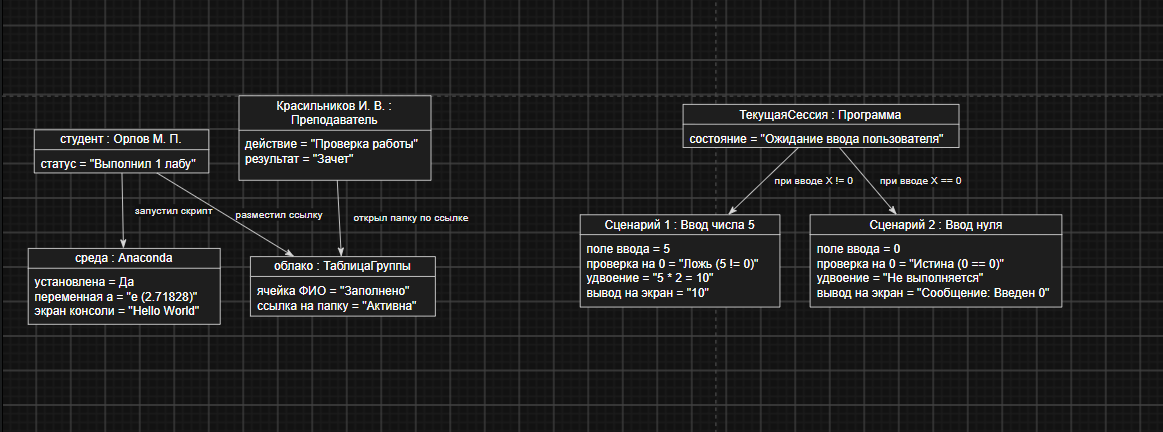 студент : Орлов М. П.
статус = "Выполнил 1 лабу"
Красильников И. В. :
Преподаватель
действие = "Проверка работы"
результат = "Зачет"
запустил скрипт
разместил ссылку
открыл папку по ссылке
среда : Anaconda
установлена = Да
переменная a = "e (2.71828)"
экран консоли = "Hello World"
облако : ТаблицаГруппы
ячейка ФИО = "Заполнено"
ссылка на папку = "Активна"
ТекущаяСессия : Программа
состояние = "Ожидание ввода пользователя"
при вводе X != 0
при вводе X == 0
Сценарий 1 : Ввод числа 5
поле ввода = 5
проверка на 0 = "Ложь (5 != 0)"
удвоение = "5 * 2 = 10"
вывод на экран = "10"
Сценарий 2 : Ввод нуля
поле ввода = 0
проверка на 0 = "Истина (0 == 0)"
удвоение = "Не выполняется"
вывод на экран = "Сообщение: Введен 0"